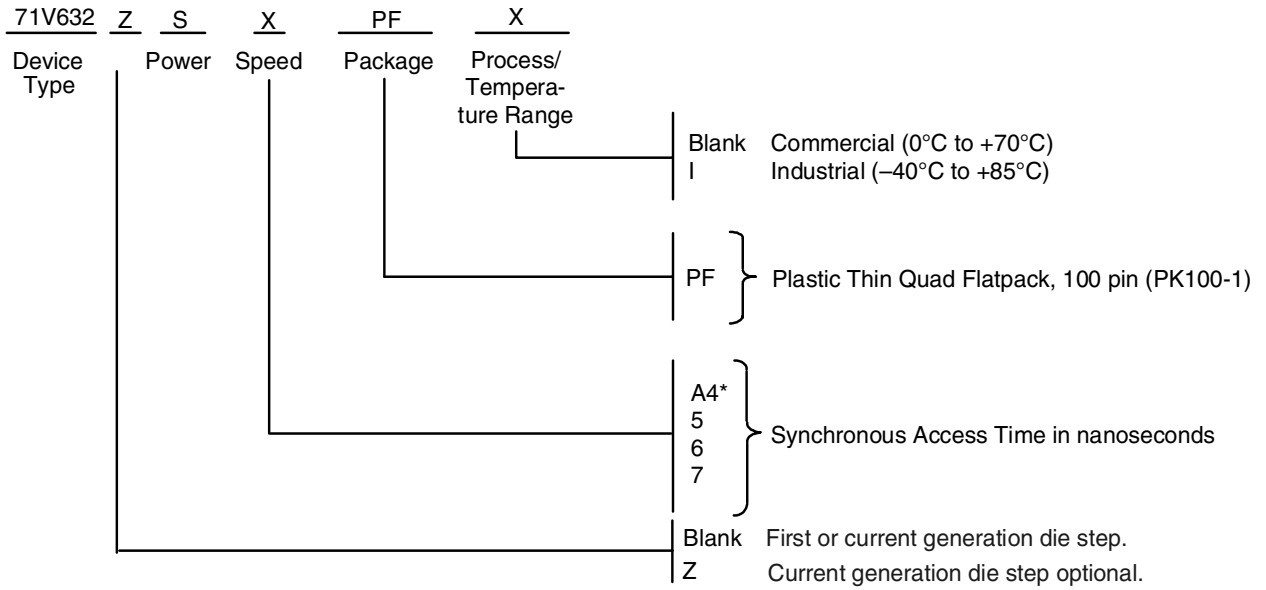 71V632 Z S X PF X
Device Type
Power
Speed
Package
Process/
Tempera-
ture Range
Blank Commercial (0°C to +70°C)
I Industrial (–40°C to +85°C)
PF Plastic Thin Quad Flatpack, 100 pin (PK100-1)
A4*
5
6
7
Synchronous Access Time in nanoseconds
Blank First or current generation die step.
Z Current generation die step optional.